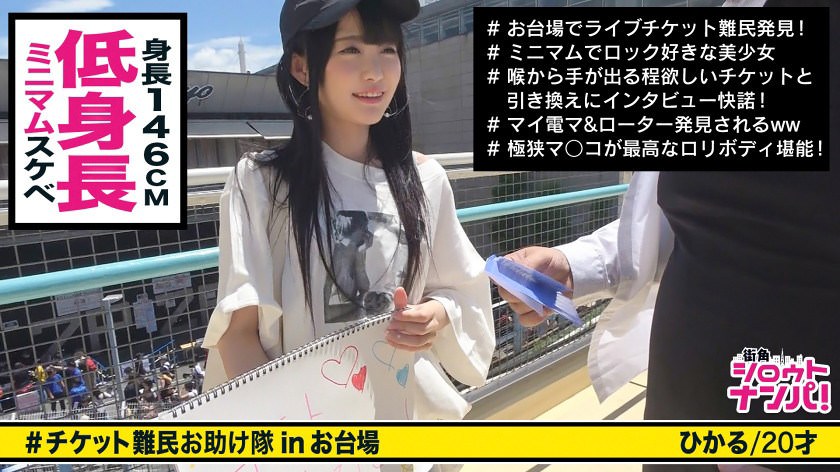 身長146CM
低身長
ミニマムスケベ
# お台場でライブチケット難民発見!
# ミニマムでロック好きな美少女
# 喉から手が出る程欲しいチケットと
引き換えにインタビュー快諾!
# マイ電マ&ローター発見されるww
# 極狭マ○コが最高なロリボディ堪能!
街角
シロウト
ナンパ!
#チケット難民お助け隊 in お台場
ひかる/20才